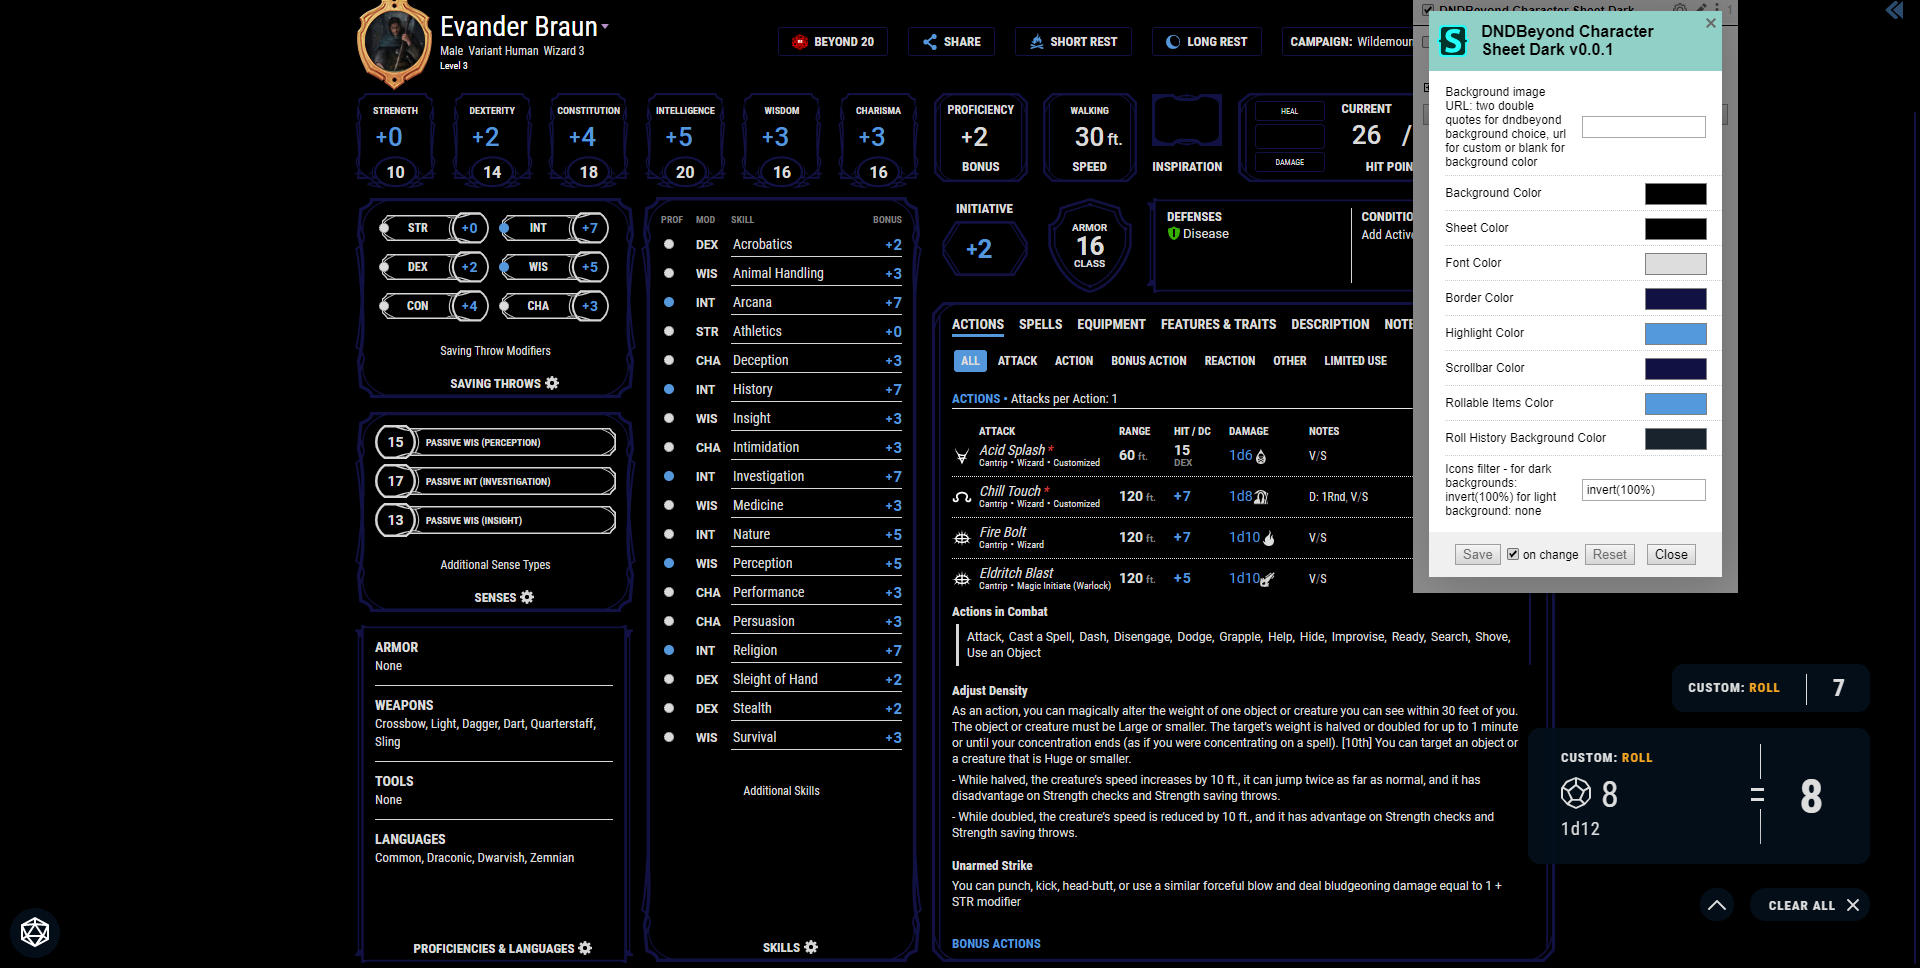 Evander Braun
Male Variant Human Wizard 3
Level 3
BEYOND 20
SHARE
SHORT REST
LONG REST
CAMPAIGN: Wildemoun
STRENGTH
+0
10
DEXTERITY
+2
14
CONSTITUTION
+4
18
INTELLIGENCE
+5
20
WISDOM
+3
16
CHARISMA
+3
16
PROFICIENCY
+2
BONUS
WALKING
30 ft.
SPEED
INSPIRATION
HEAL
DAMAGE
CURRENT
26 /
HIT POIN
STR +0
INT +7
DEX +2
WIS +5
CON +4
CHA +3
Saving Throw Modifiers
SAVING THROWS
15 PASSIVE WIS (PERCEPTION)
17 PASSIVE INT (INVESTIGATION)
13 PASSIVE WIS (INSIGHT)
Additional Sense Types
SENSES
ARMOR
None
WEAPONS
Crossbow, Light, Dagger, Dart, Quarterstaff,
Sling
TOOLS
None
LANGUAGES
Common, Draconic, Dwarvish, Zemnian
PROFICIENCIES & LANGUAGES
PROF MOD SKILL BONUS
DEX Acrobatics +2
WIS Animal Handling +3
INT Arcana +7
STR Athletics +0
CHA Deception +3
INT History +7
WIS Insight +3
CHA Intimidation +3
INT Investigation +7
WIS Medicine +3
INT Nature +5
WIS Perception +5
CHA Performance +3
CHA Persuasion +3
INT Religion +7
DEX Sleight of Hand +2
DEX Stealth +2
WIS Survival +3
Additional Skills
SKILLS
INITIATIVE
+2
ARMOR
16
CLASS
DEFENSES
Disease
CONDITIO
Add Active
ACTIONS SPELLS EQUIPMENT FEATURES & TRAITS DESCRIPTION NOTE
ALL ATTACK ACTION BONUS ACTION REACTION OTHER LIMITED USE
ACTIONS • Attacks per Action: 1
ATTACK RANGE HIT / DC DAMAGE NOTES
Acid Splash * 60 ft. 15 DEX 1d6 V/S
Cantrip • Wizard • Customized
Chill Touch * 120 ft. +7 1d8 D: 1Rnd, V/S
Cantrip • Wizard • Customized
Fire Bolt 120 ft. +7 1d10 V/S
Cantrip • Wizard
Eldritch Blast 120 ft. +5 1d10 V/S
Cantrip • Magic Initiate (Warlock)
Actions in Combat
Attack, Cast a Spell, Dash, Disengage, Dodge, Grapple, Help, Hide, Improvise, Ready, Search, Shove,
Use an Object
Adjust Density
As an action, you can magically alter the weight of one object or creature you can see within 30 feet of you.
The object or creature must be Large or smaller. The target's weight is halved or doubled for up to 1 minute
or until your concentration ends (as if you were concentrating on a spell). [10th] You can target an object or
a creature that is Huge or smaller.
- While halved, the creature's speed increases by 10 ft., it can jump twice as far as normal, and it has
disadvantage on Strength checks and Strength saving throws.
- While doubled, the creature's speed is reduced by 10 ft., and it has advantage on Strength checks and
Strength saving throws.
Unarmed Strike
You can punch, kick, head-butt, or use a similar forceful blow and deal bludgeoning damage equal to 1 +
STR modifier
BONUS ACTIONS
DNDBeyond Character Sheet Dark
1
S
DNDBeyond Character
Sheet Dark v0.0.1
Background image
URL: two double
quotes for dndbeyond
background choice, url
for custom or blank for
background color
Background Color
Sheet Color
Font Color
Border Color
Highlight Color
Scrollbar Color
Rollable Items Color
Roll History Background Color
Icons filter - for dark
backgrounds:
invert(100%) for light
background: none
invert(100%)
Save on change Reset Close
CUSTOM: ROLL 7
CUSTOM: ROLL
8 = 8
1d12
CLEAR ALL